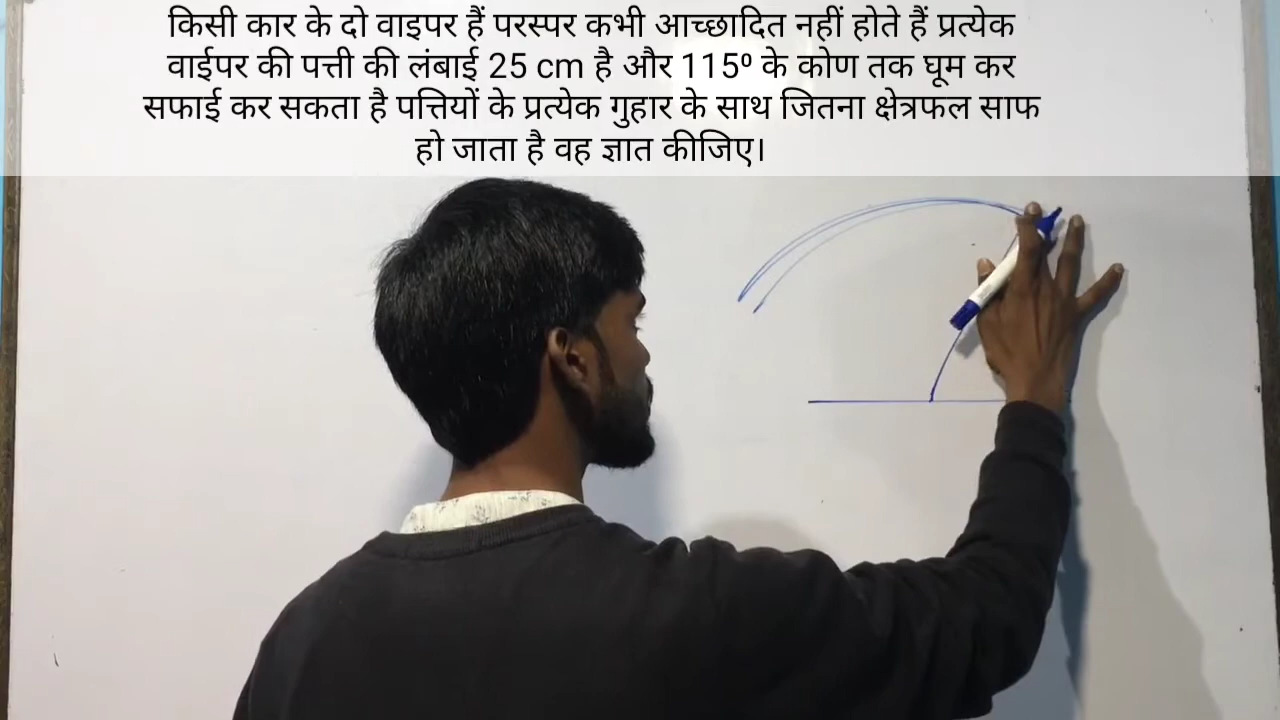 किसी कार के दो वाइपर हैं परस्पर कभी आच्छादित नहीं होते हैं प्रत्येक
वाईपर की पत्ती की लंबाई 25 cm है और 115⁰ के कोण तक घूम कर
सफाई कर सकता है पत्तियों के प्रत्येक गुहार के साथ जितना क्षेत्रफल साफ
हो जाता है वह ज्ञात कीजिए।